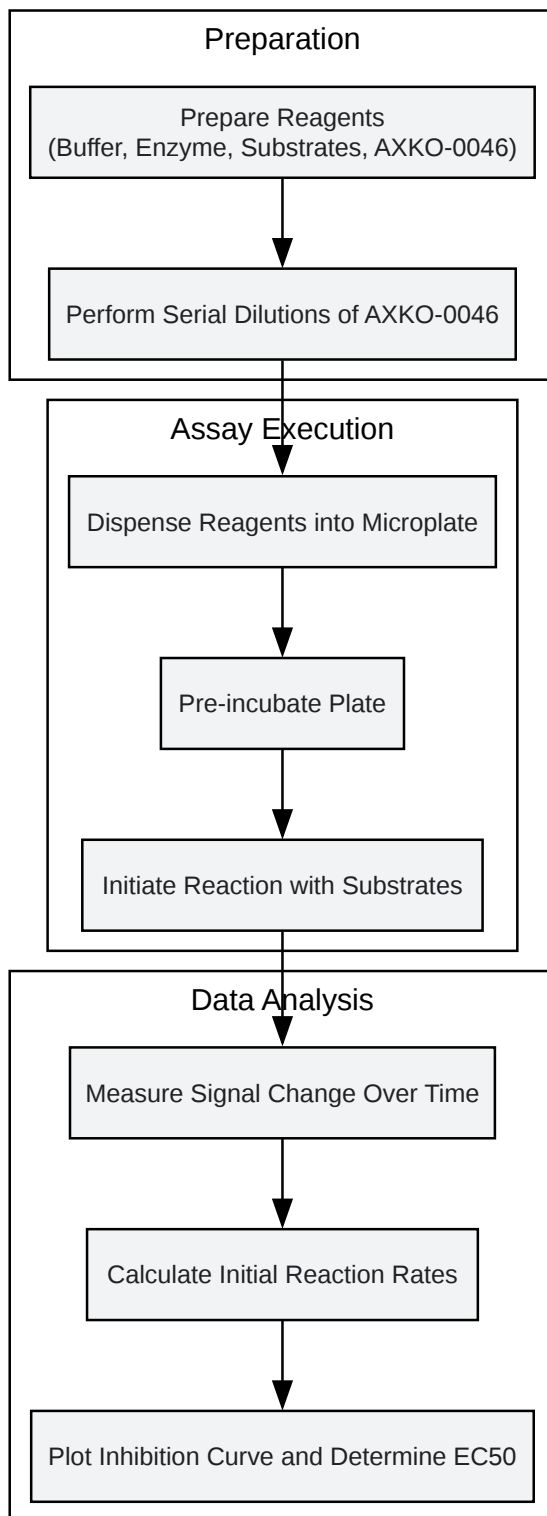 Preparation
Prepare Reagents
(Buffer, Enzyme, Substrates, AXKO-0046)
Perform Serial Dilutions of AXKO-0046
Assay Execution
Dispense Reagents into Microplate
Pre-incubate Plate
Initiate Reaction with Substrates
Data Analysis
Measure Signal Change Over Time
Calculate Initial Reaction Rates
Plot Inhibition Curve and Determine EC50